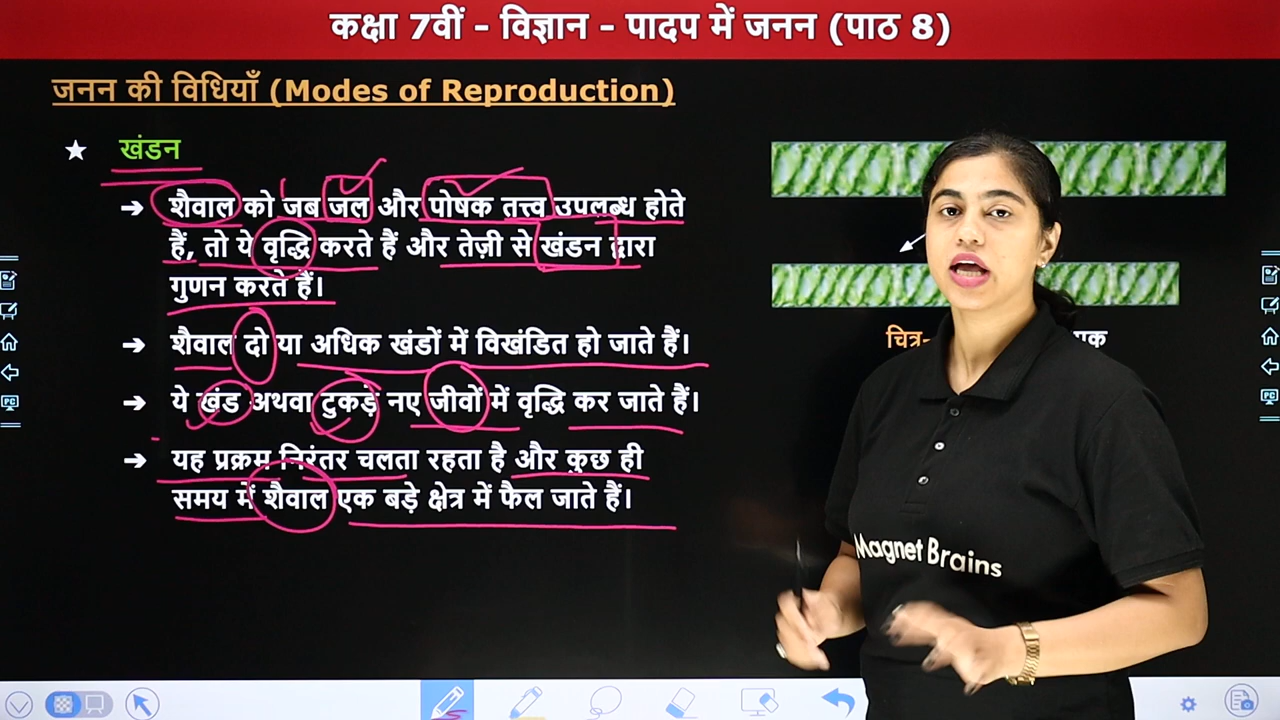 कक्षा 7वीं - विज्ञान - पादप में जनन (पाठ 8)
जनन की विधियाँ (Modes of Reproduction)
खंडन
→ शैवाल को जब जल और पोषक तत्त्व उपलब्ध होते
हैं, तो ये वृद्धि करते हैं और तेज़ी से खंडन द्वारा
गुणन करते हैं।
→ शैवाल दो या अधिक खंडों में विखंडित हो जाते हैं।
→ ये खंड अथवा टुकड़े नए जीवों में वृद्धि कर जाते हैं।
→ यह प्रक्रम निरंतर चलता रहता है और कुछ ही
समय में शैवाल एक बड़े क्षेत्र में फैल जाते हैं।
चित्र-
Magnet Brains
PC
PC